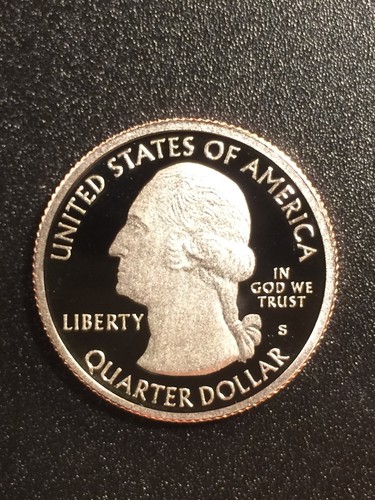 UNITED STATES OF AMERICA
LIBERTY
IN
GOD WE
TRUST
S
QUARTER DOLLAR